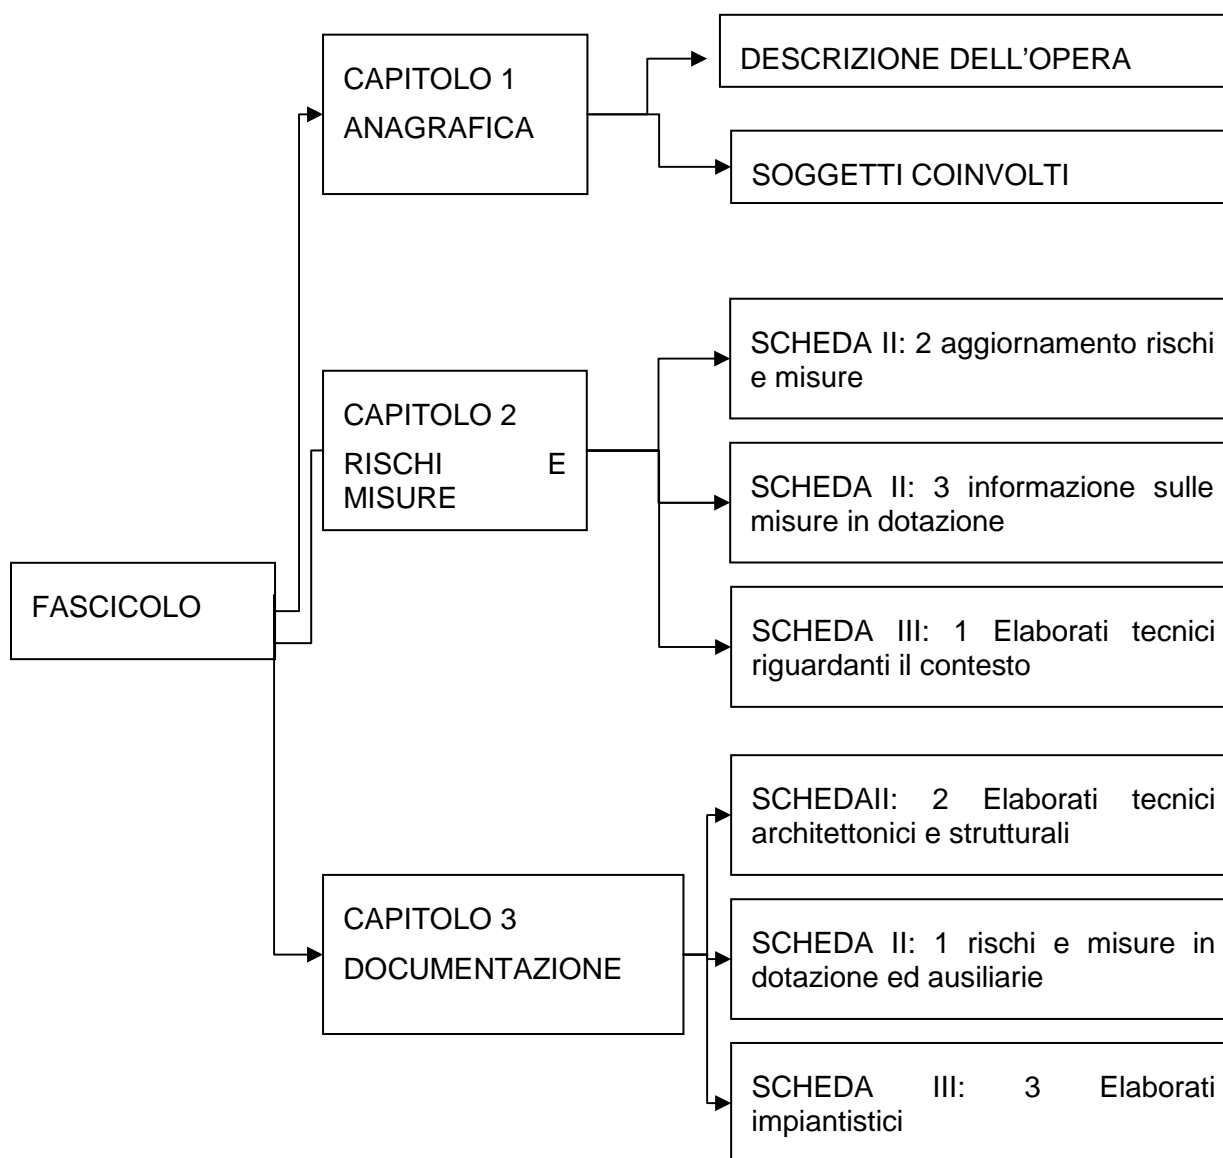 FASCICOLO
CAPITOLO 1
ANAGRAFICA
DESCRIZIONE DELL’OPERA
SOGGETTI COINVOLTI
CAPITOLO 2
RISCHI E
MISURE
SCHEDA II: 2 aggiornamento rischi
e misure
SCHEDA II: 3 informazione sulle
misure in dotazione
SCHEDA III: 1 Elaborati tecnici
riguardanti il contesto
CAPITOLO 3
DOCUMENTAZIONE
SCHEDAII: 2 Elaborati tecnici
architettonici e strutturali
SCHEDA II: 1 rischi e misure in
dotazione ed ausiliarie
SCHEDA III: 3 Elaborati
impiantistici